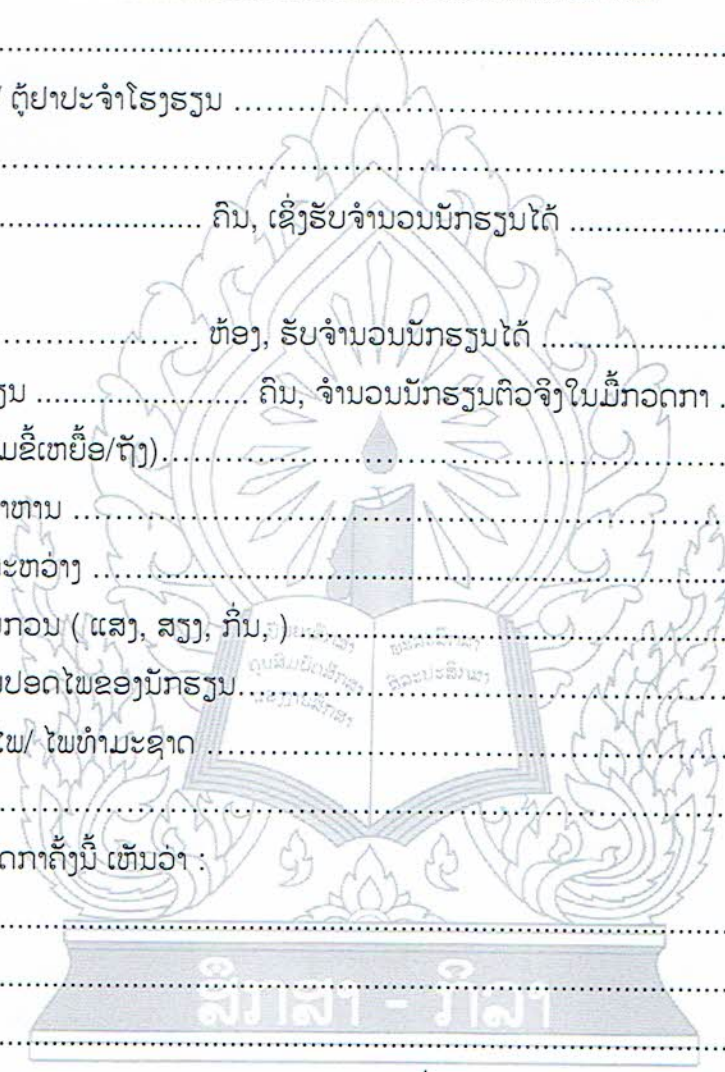 ..........
/ ຕູ້ຢາປະຈຳໂຮງຮຽນ ..........
..........
.......... ຄົນ, ເຊິ່ງຮັບຈຳນວນນັກຮຽນໄດ້ ..........
.......... ຫ້ອງ, ຮັບຈຳນວນນັກຮຽນໄດ້ ..........
ຽນ .......... ຄົນ, ຈຳນວນນັກຮຽນຕົວຈິງໃນມື້ກວດກາ ..
ມຂີ້ເຫຍື້ອ/ຖັງ)..........
າຫານ ..........
ະຫວ່າງ ..........
ກວນ ( ແສງ, ສຽງ, ກິ່ນ, )..........
ປອດໄພຂອງນັກຮຽນ..........
ໄພ/ ໄພທຳມະຊາດ ..........
..........
ດກາຄັ້ງນີ້ ເຫັນວ່າ :
..........
..........
ສຶກສາ - ກິລາ
..........